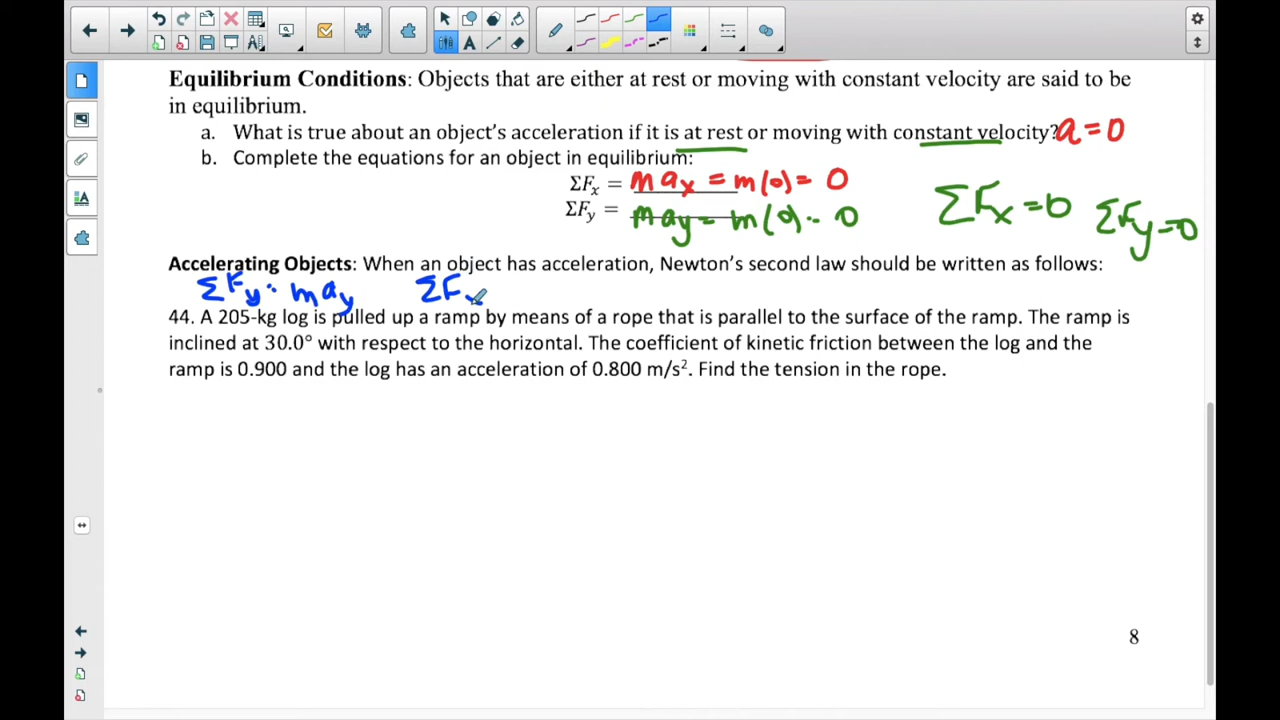 Equilibrium Conditions: Objects that are either at rest or moving with constant velocity are said to be
in equilibrium.
a. What is true about an object's acceleration if it is at rest or moving with constant velocity? a = 0
b. Complete the equations for an object in equilibrium:
ΣFx = max = m(0) = 0
ΣFy = may = m(0) = 0
ΣFx = 0 ΣFy = 0
Accelerating Objects: When an object has acceleration, Newton's second law should be written as follows:
ΣFy = may ΣFx
44. A 205-kg log is pulled up a ramp by means of a rope that is parallel to the surface of the ramp. The ramp is
inclined at 30.0° with respect to the horizontal. The coefficient of kinetic friction between the log and the
ramp is 0.900 and the log has an acceleration of 0.800 m/s². Find the tension in the rope.
8